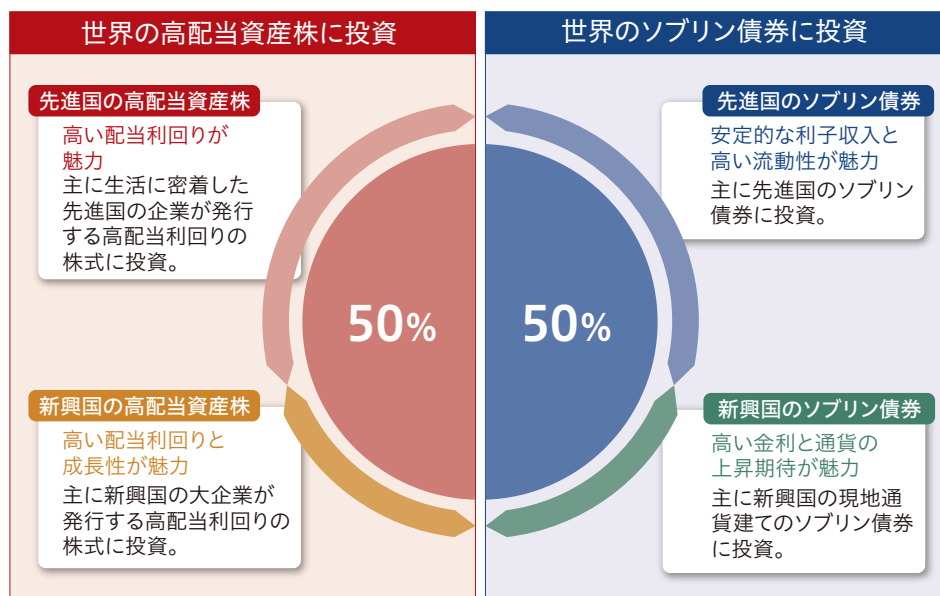 世界の高配当資産株に投資
先進国の高配当資産株
高い配当利回りが
魅力
主に生活に密着した
先進国の企業が発行
する高配当利回りの
株式に投資。
50%
新興国の高配当資産株
高い配当利回りと
成長性が魅力
主に新興国の大企業が
発行する高配当利回りの
株式に投資。
世界のソブリン債券に投資
先進国のソブリン債券
安定的な利子収入と
高い流動性が魅力
主に先進国のソブリン
債券に投資。
50%
新興国のソブリン債券
高い金利と通貨の
上昇期待が魅力
主に新興国の現地通
貨建てのソブリン債券
に投資。